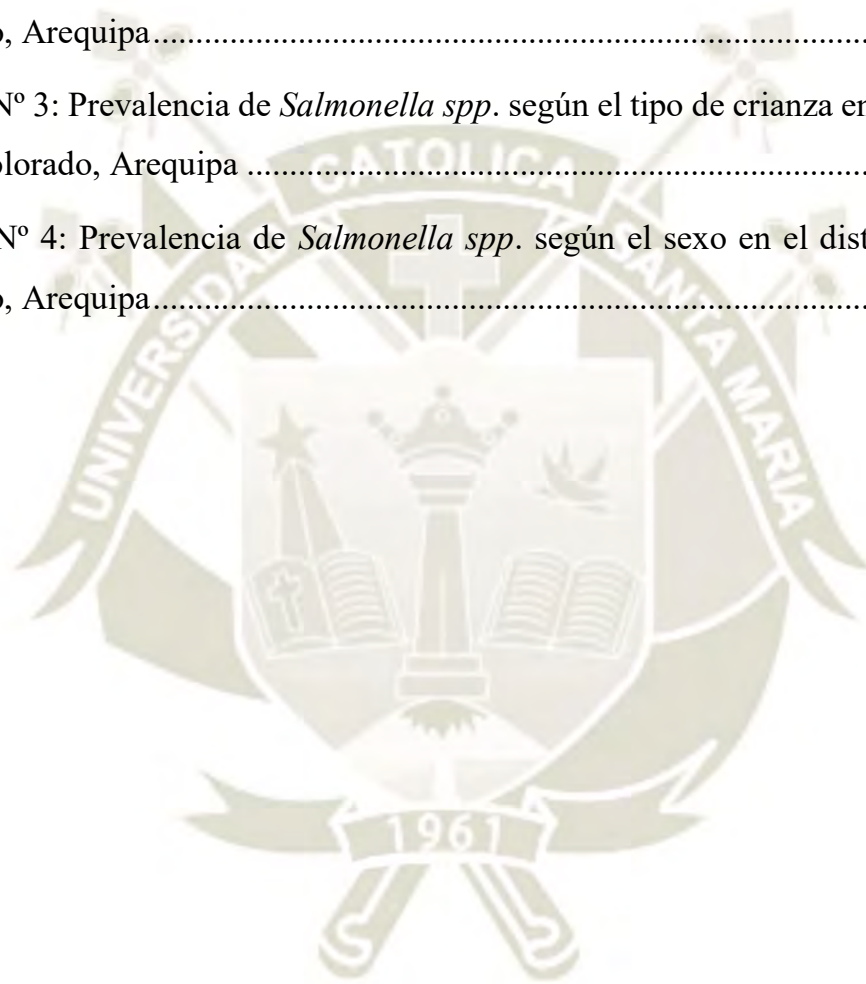 o, Arequipa
Nº 3: Prevalencia de Salmonella spp. según el tipo de crianza en
olorado, Arequipa
Nº 4: Prevalencia de Salmonella spp. según el sexo en el dist
o, Arequipa
UNIVERSIDAD CATOLICA SANTA MARIA
1961